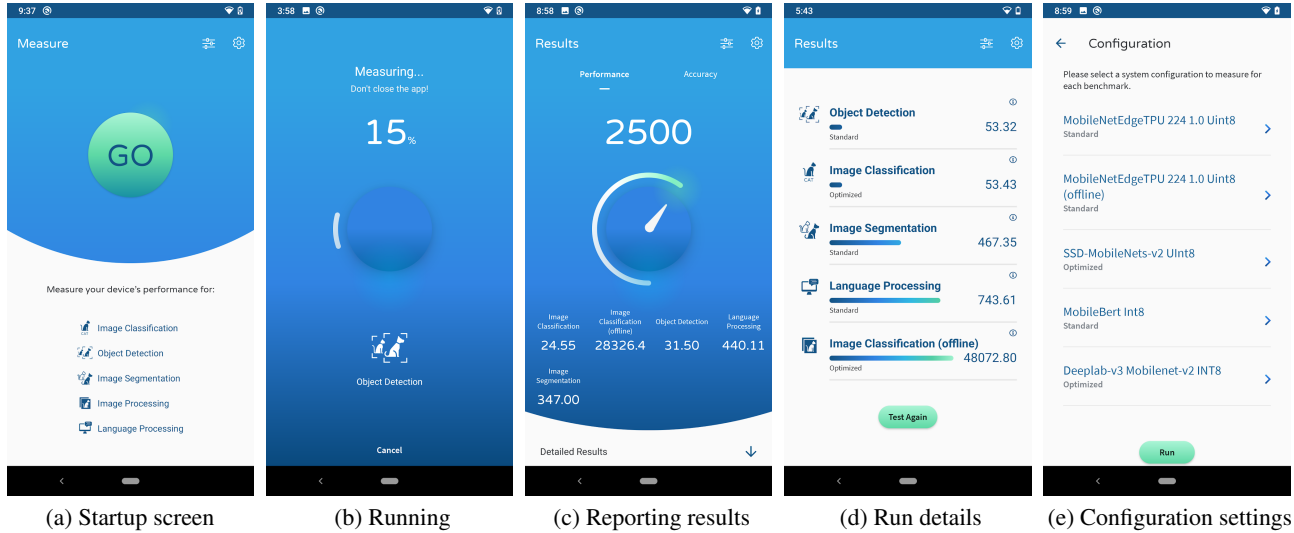 9:37
Measure
GO
Measure your device's performance for:
CAT
Image Classification
Object Detection
Image Segmentation
Image Processing
Language Processing
(a) Startup screen
3:58
Measuring...
Don't close the app!
15%
Object Detection
Cancel
(b) Running
8:58
Results
Performance
Accuracy
2500
Image
Classification
24.55
Image
Classification
(offline)
28326.4
Object Detection
31.50
Language
Processing
440.11
Image
Segmentation
347.00
Detailed Results
(c) Reporting results
5:43
Results
Object Detection
53.32
Standard
CAT
Image Classification
53.43
Optimized
Image Segmentation
467.35
Standard
Language Processing
743.61
Standard
Image Classification (offline)
48072.80
Optimized
Test Again
(d) Run details
8:59
Configuration
Please select a system configuration to measure for
each benchmark.
MobileNetEdgeTPU 224 1.0 Uint8
Standard
MobileNetEdgeTPU 224 1.0 Uint8
(offline)
Standard
SSD-MobileNets-v2 UInt8
Optimized
MobileBert Int8
Standard
Deeplab-v3 Mobilenet-v2 INT8
Optimized
Run
(e) Configuration settings